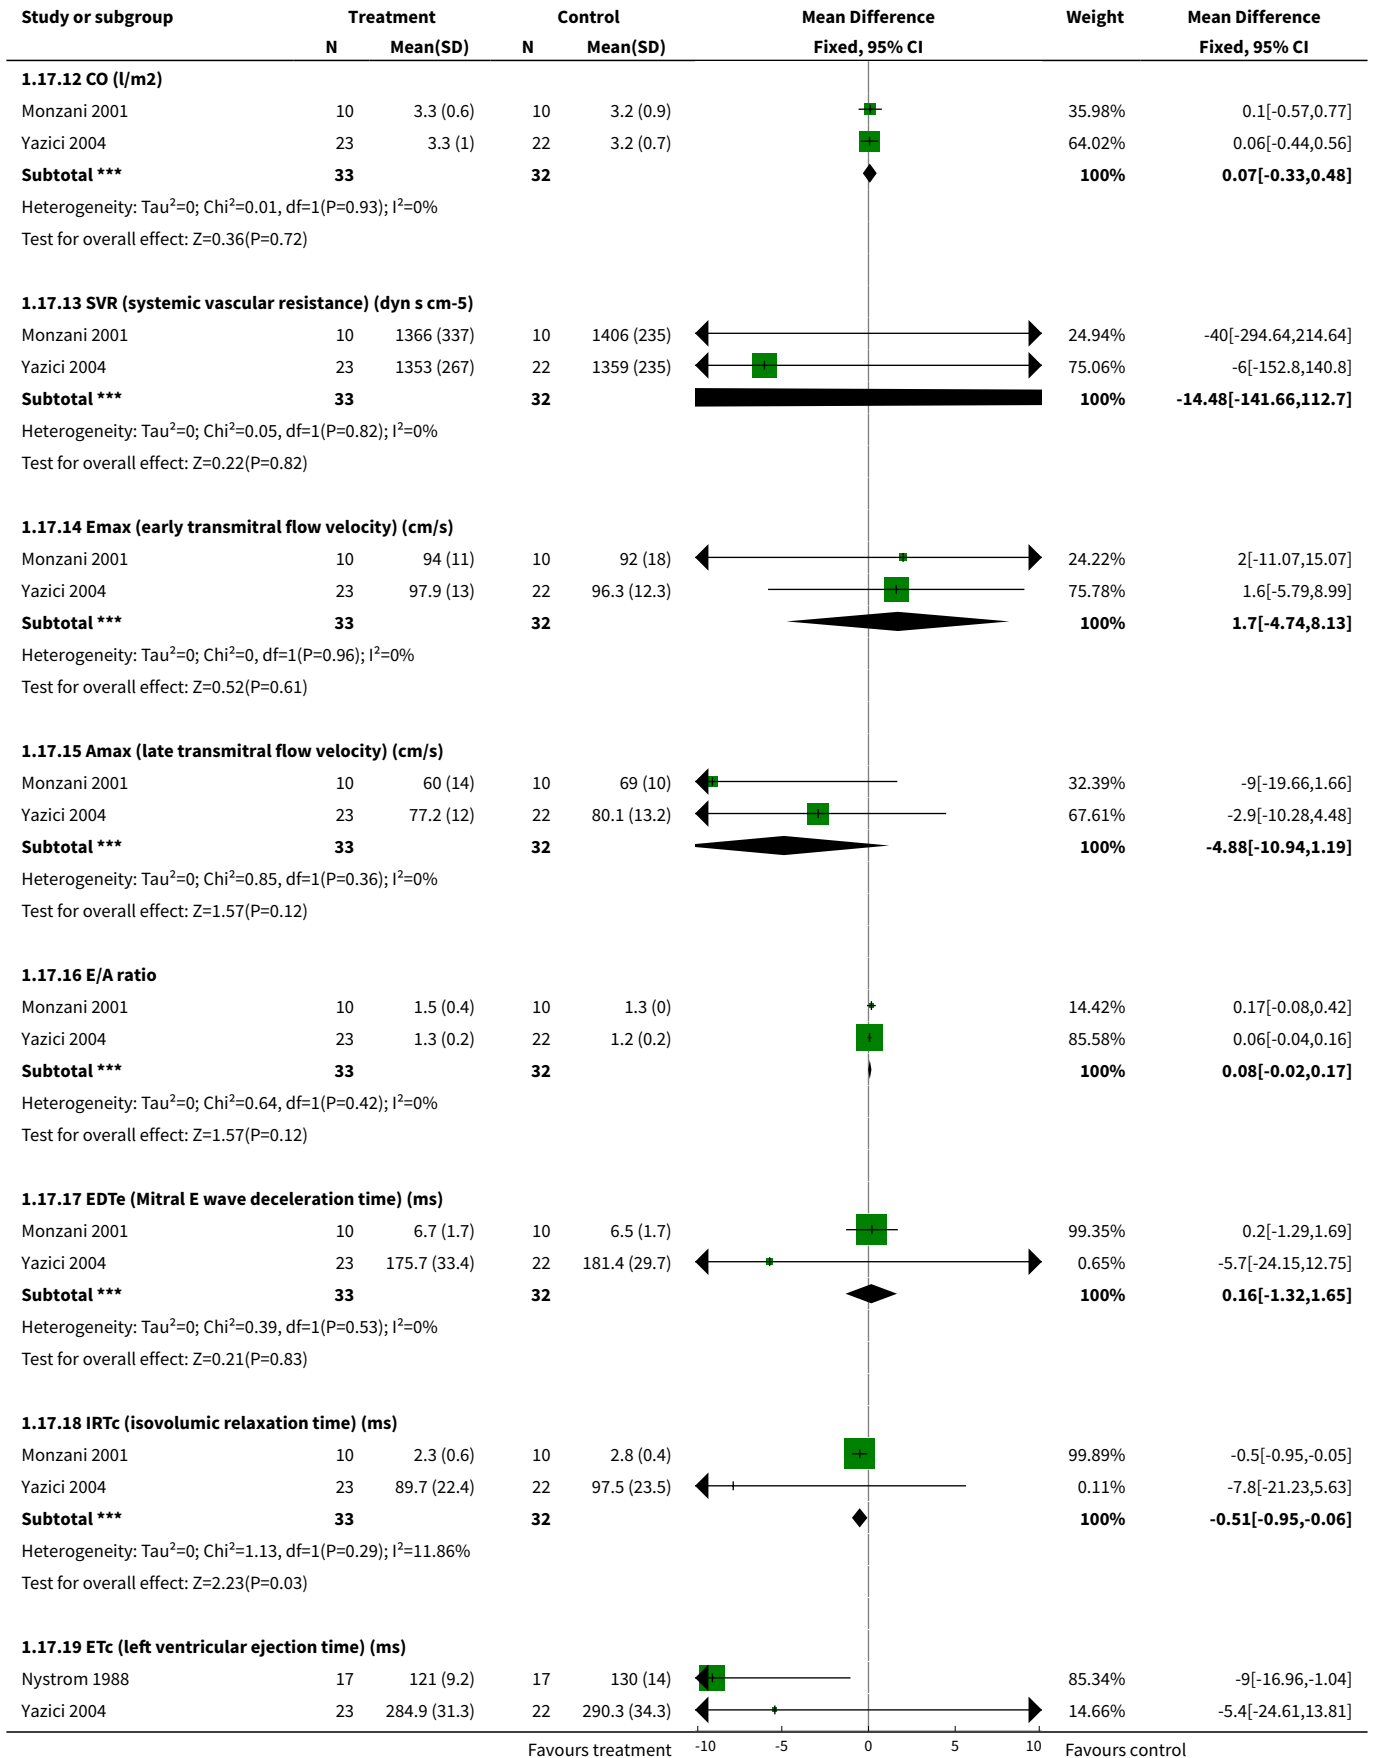 Study or subgroup Treatment Control Mean Difference Weight Mean Difference
N Mean(SD) N Mean(SD) Fixed, 95% CI Fixed, 95% CI
1.17.12 CO (l/m2)
Monzani 2001 10 3.3 (0.6) 10 3.2 (0.9) 35.98% 0.1[-0.57,0.77]
Yazici 2004 23 3.3 (1) 22 3.2 (0.7) 64.02% 0.06[-0.44,0.56]
Subtotal *** 33 32 100% 0.07[-0.33,0.48]
Heterogeneity: Tau²=0; Chi²=0.01, df=1(P=0.93); I²=0%
Test for overall effect: Z=0.36(P=0.72)
1.17.13 SVR (systemic vascular resistance) (dyn s cm-5)
Monzani 2001 10 1366 (337) 10 1406 (235) 24.94% -40[-294.64,214.64]
Yazici 2004 23 1353 (267) 22 1359 (235) 75.06% -6[-152.8,140.8]
Subtotal *** 33 32 100% -14.48[-141.66,112.7]
Heterogeneity: Tau²=0; Chi²=0.05, df=1(P=0.82); I²=0%
Test for overall effect: Z=0.22(P=0.82)
1.17.14 Emax (early transmitral flow velocity) (cm/s)
Monzani 2001 10 94 (11) 10 92 (18) 24.22% 2[-11.07,15.07]
Yazici 2004 23 97.9 (13) 22 96.3 (12.3) 75.78% 1.6[-5.79,8.99]
Subtotal *** 33 32 100% 1.7[-4.74,8.13]
Heterogeneity: Tau²=0; Chi²=0, df=1(P=0.96); I²=0%
Test for overall effect: Z=0.52(P=0.61)
1.17.15 Amax (late transmitral flow velocity) (cm/s)
Monzani 2001 10 60 (14) 10 69 (10) 32.39% -9[-19.66,1.66]
Yazici 2004 23 77.2 (12) 22 80.1 (13.2) 67.61% -2.9[-10.28,4.48]
Subtotal *** 33 32 100% -4.88[-10.94,1.19]
Heterogeneity: Tau²=0; Chi²=0.85, df=1(P=0.36); I²=0%
Test for overall effect: Z=1.57(P=0.12)
1.17.16 E/A ratio
Monzani 2001 10 1.5 (0.4) 10 1.3 (0) 14.42% 0.17[-0.08,0.42]
Yazici 2004 23 1.3 (0.2) 22 1.2 (0.2) 85.58% 0.06[-0.04,0.16]
Subtotal *** 33 32 100% 0.08[-0.02,0.17]
Heterogeneity: Tau²=0; Chi²=0.64, df=1(P=0.42); I²=0%
Test for overall effect: Z=1.57(P=0.12)
1.17.17 EDTe (Mitral E wave deceleration time) (ms)
Monzani 2001 10 6.7 (1.7) 10 6.5 (1.7) 99.35% 0.2[-1.29,1.69]
Yazici 2004 23 175.7 (33.4) 22 181.4 (29.7) 0.65% -5.7[-24.15,12.75]
Subtotal *** 33 32 100% 0.16[-1.32,1.65]
Heterogeneity: Tau²=0; Chi²=0.39, df=1(P=0.53); I²=0%
Test for overall effect: Z=0.21(P=0.83)
1.17.18 IRTc (isovolumic relaxation time) (ms)
Monzani 2001 10 2.3 (0.6) 10 2.8 (0.4) 99.89% -0.5[-0.95,-0.05]
Yazici 2004 23 89.7 (22.4) 22 97.5 (23.5) 0.11% -7.8[-21.23,5.63]
Subtotal *** 33 32 100% -0.51[-0.95,-0.06]
Heterogeneity: Tau²=0; Chi²=1.13, df=1(P=0.29); I²=11.86%
Test for overall effect: Z=2.23(P=0.03)
1.17.19 ETc (left ventricular ejection time) (ms)
Nystrom 1988 17 121 (9.2) 17 130 (14) 85.34% -9[-16.96,-1.04]
Yazici 2004 23 284.9 (31.3) 22 290.3 (34.3) 14.66% -5.4[-24.61,13.81]
Favours treatment -10 -5 0 5 10 Favours control